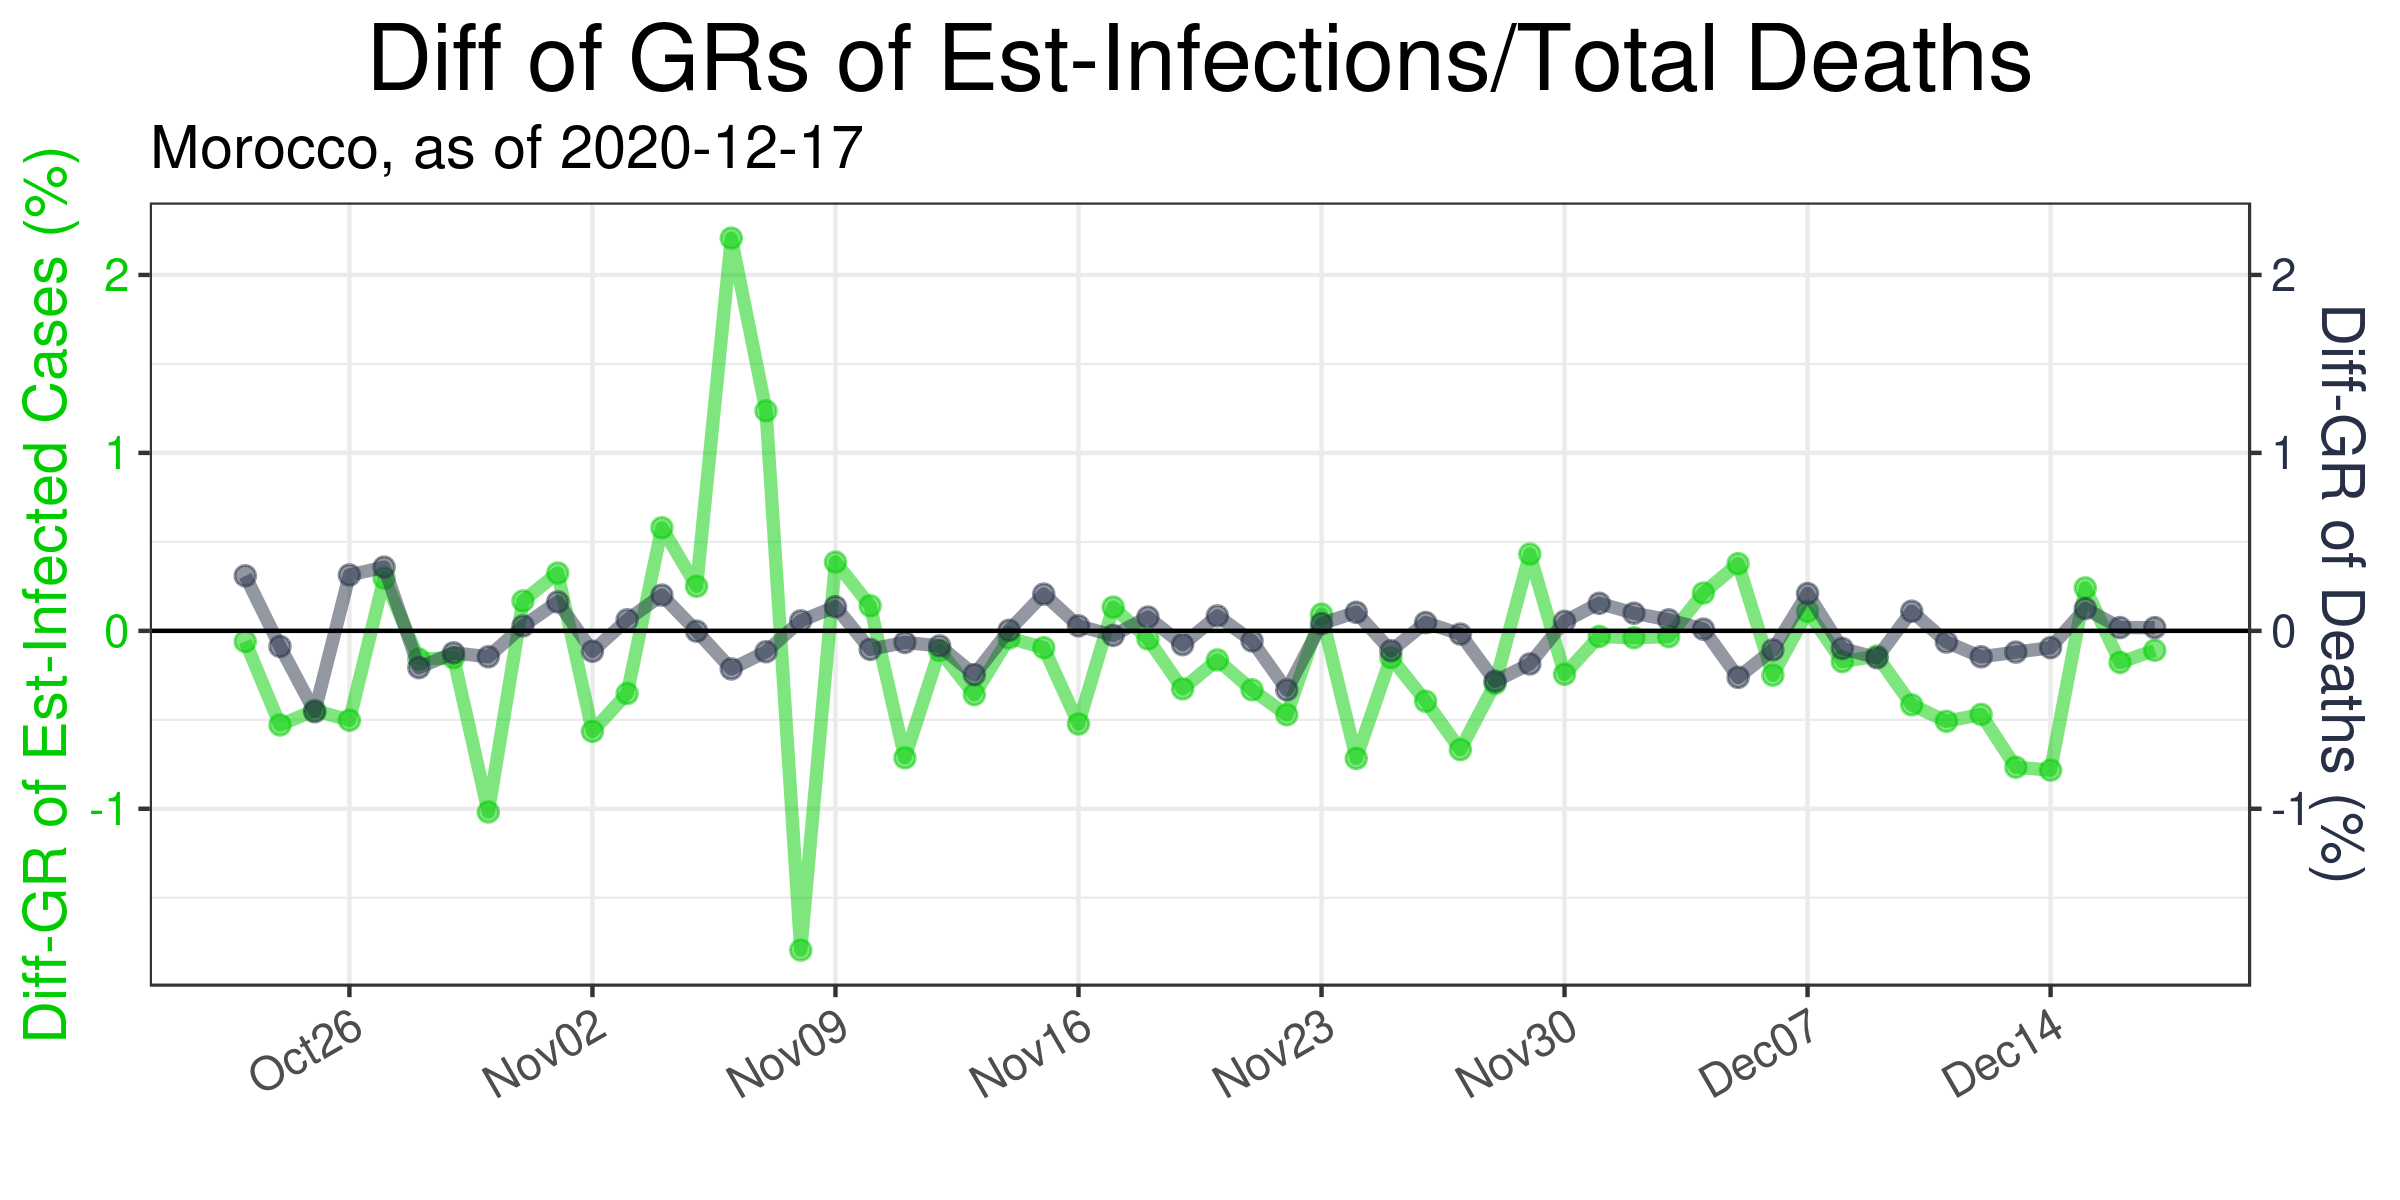 Diff of GRs of Est-Infections/Total Deaths
Morocco, as of 2020-12-17
Diff-GR of Est-Infected Cases (%)
2
1
0
-1
2
1
0
-1
Diff-GR of Deaths (%)
Oct26
Nov02
Nov09
Nov16
Nov23
Nov30
Dec07
Dec14